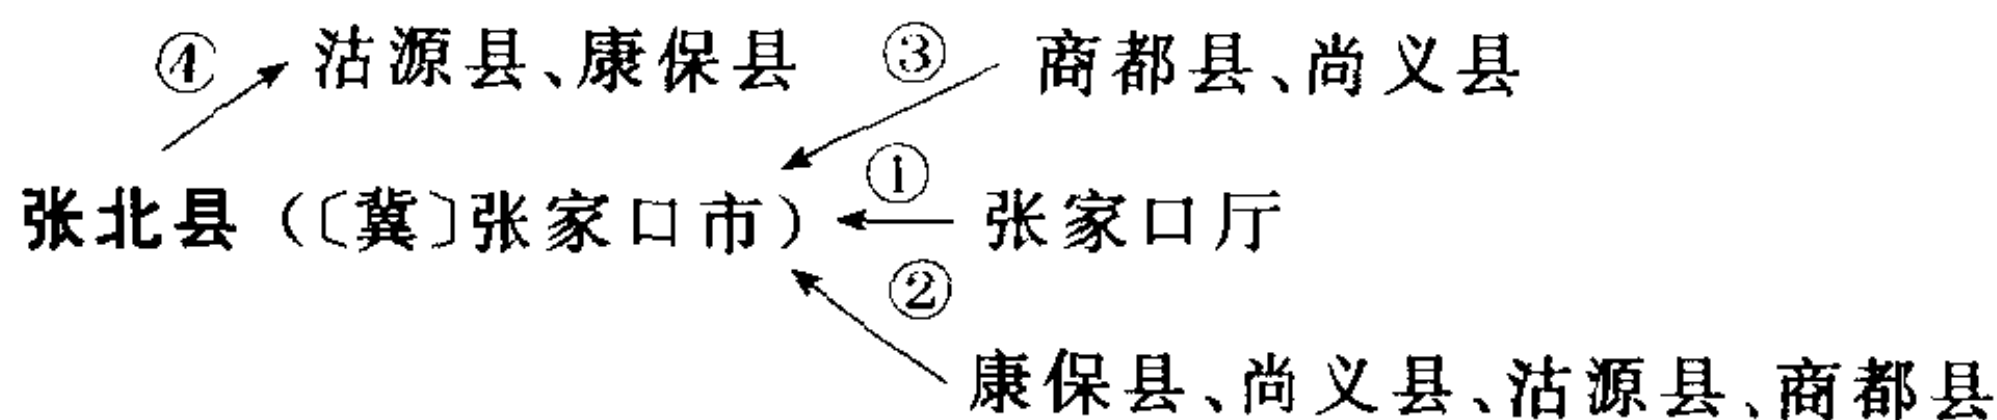 ④ 沽源县、康保县 ③ 商都县、尚义县
张北县（〔冀〕张家口市） ① 张家口厅
②
康保县、尚义县、沽源县、商都县